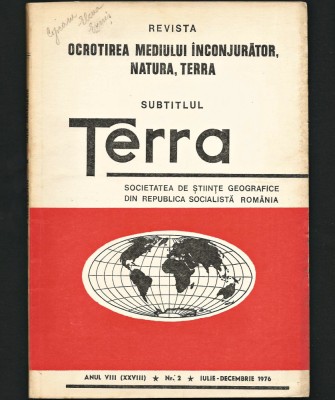 REVISTA
OCROTIREA MEDIULUI ÎNCONJURĂTOR,
NATURA, TERRA
SUBTITLUL
Terra
SOCIETATEA DE ȘTIINȚE GEOGRAFICE
DIN REPUBLICA SOCIALISTĂ ROMÂNIA
ANUL VIII (XXVIII) ★ Nr. 2 ★ IULIE-DECEMBRIE 1976